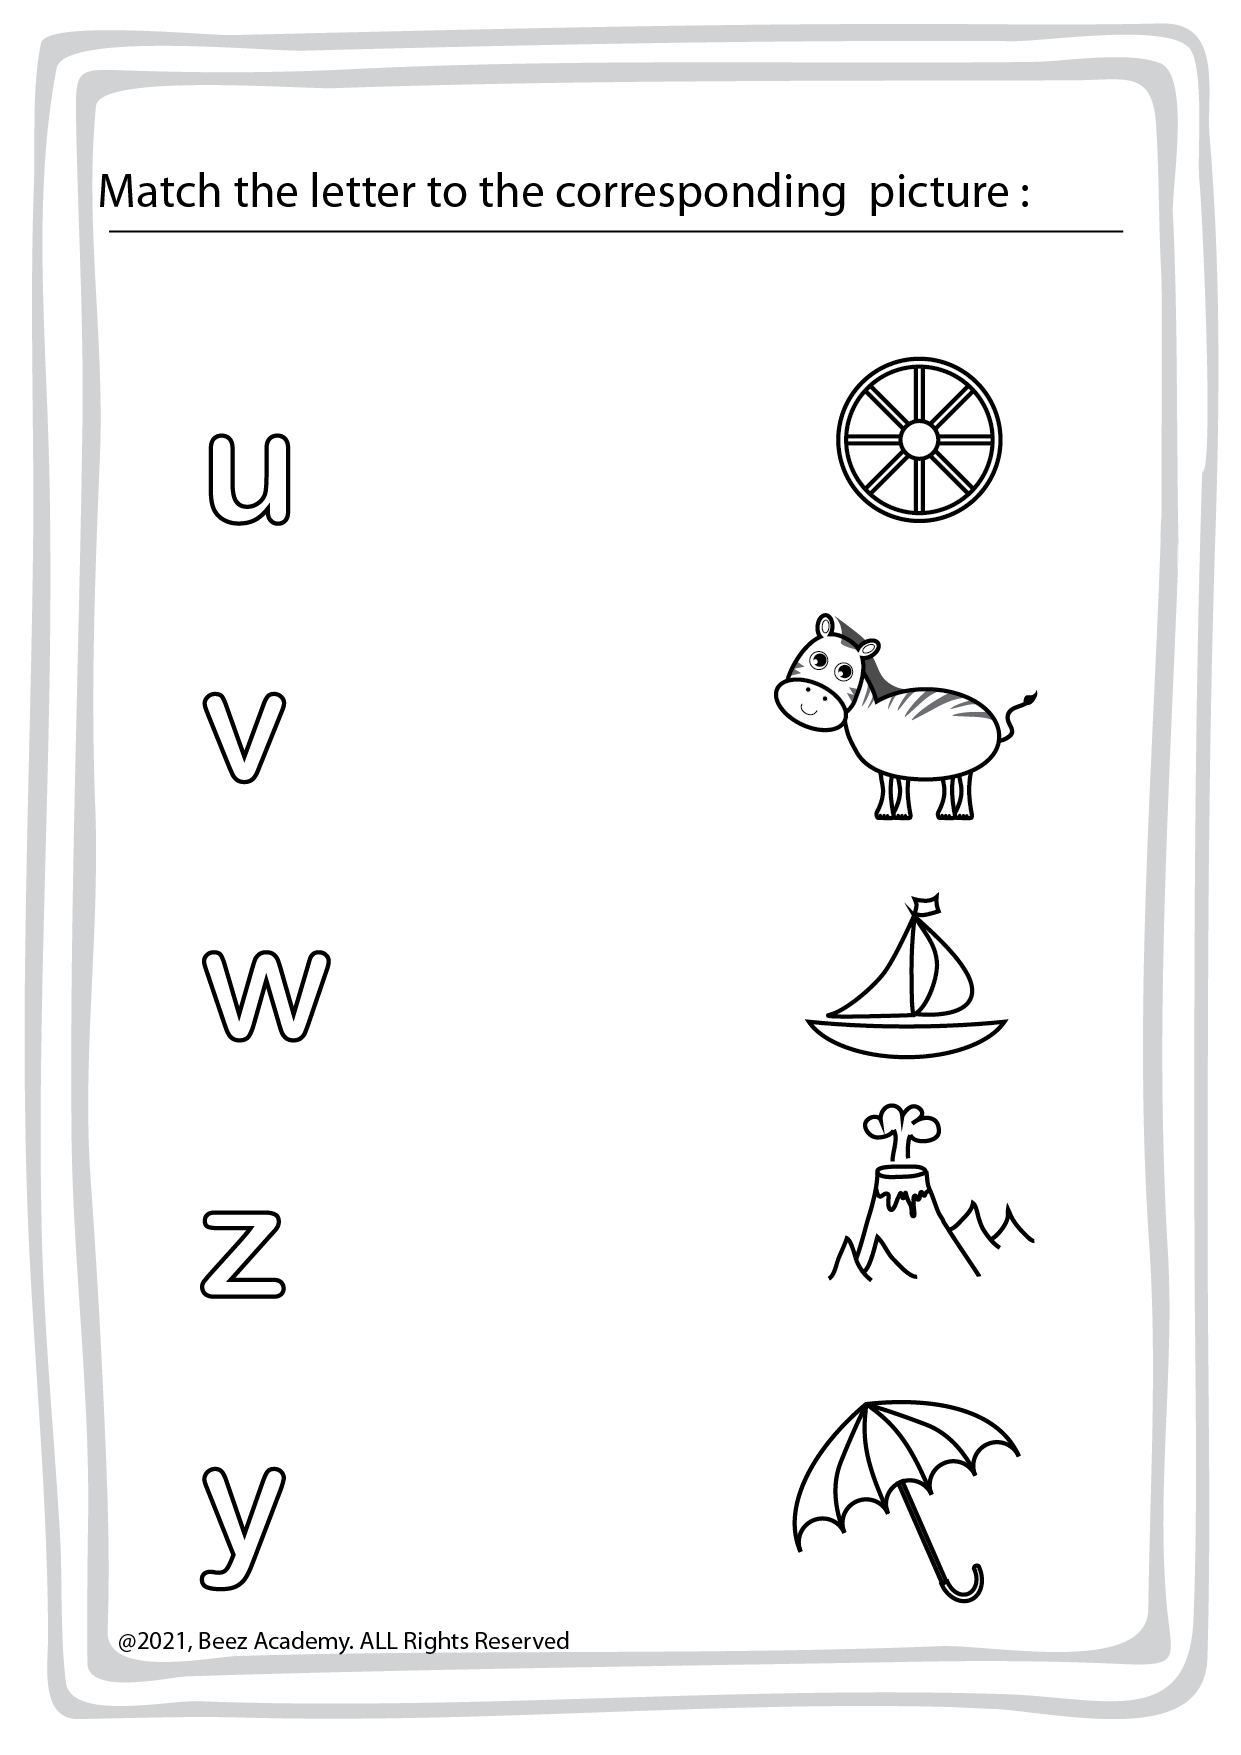 Match the letter to the corresponding picture :
u
v
w
z
y
@2021, Beez Academy. ALL Rights Reserved